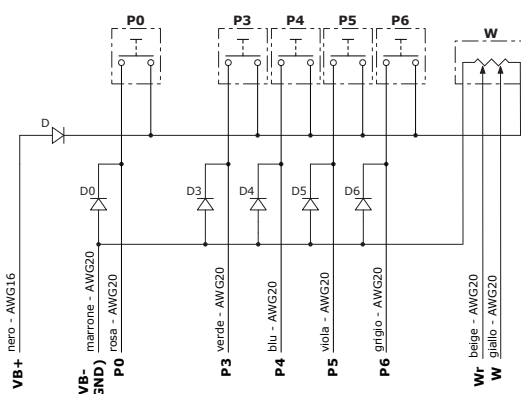 P0
P3
P4
P5
P6
W
D
D0
D3
D4
D5
D6
nero - AWG16
marrone - AWG20
rosa - AWG20
verde - AWG20
blu - AWG20
viola - AWG20
grigio - AWG20
beige - AWG20
giallo - AWG20
VB+
VB-
GND)
P0
P3
P4
P5
P6
Wr
W